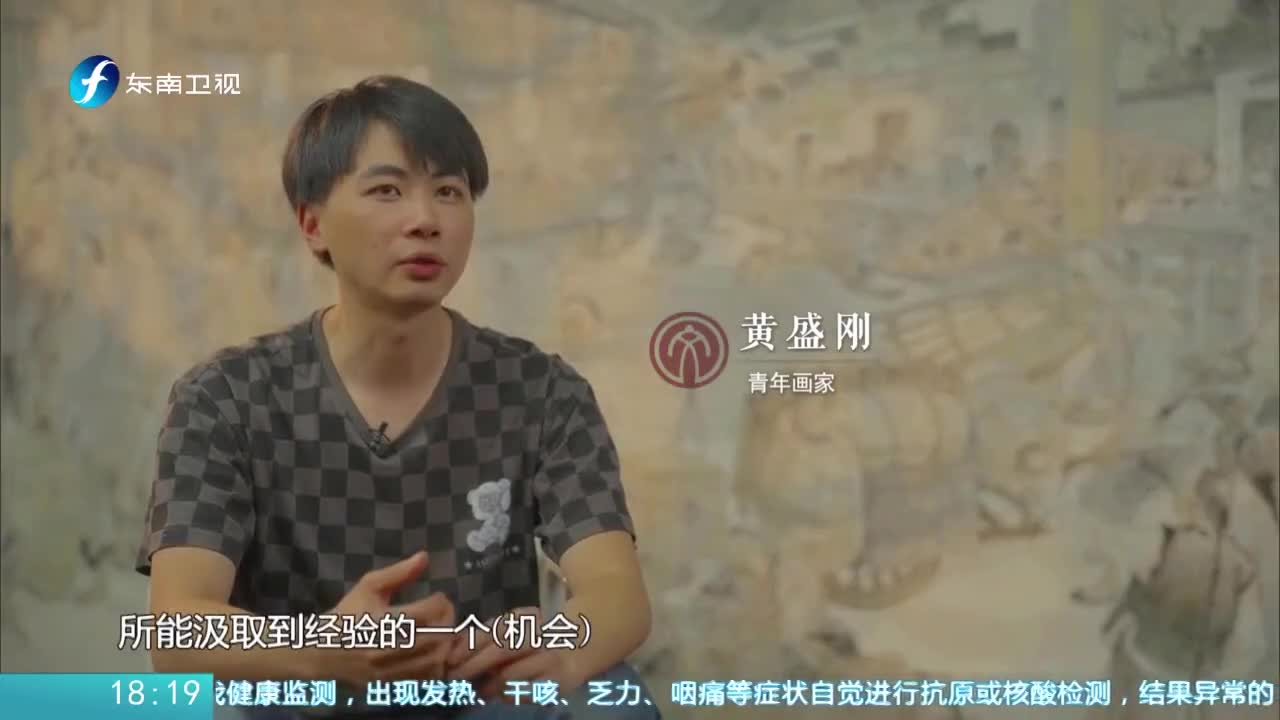 东南卫视
黄盛刚
青年画家
所能汲取到经验的一个(机会)
18:19
健康监测，出现发热、干咳、乏力、咽痛等症状自觉进行抗原或核酸检测，结果异常的